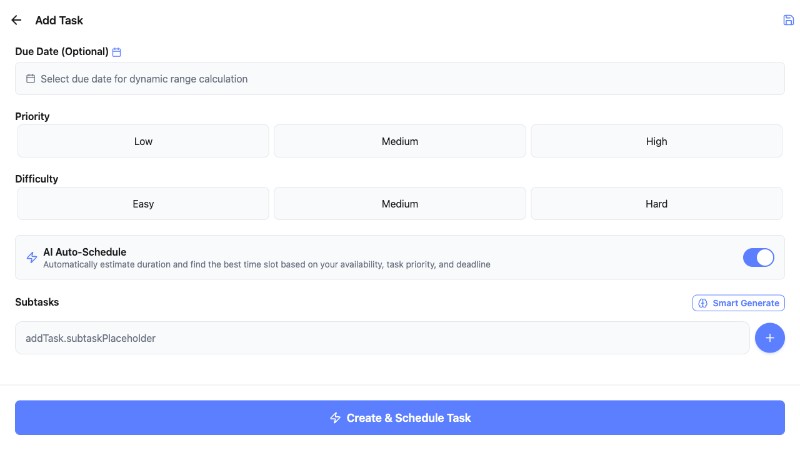 Add Task
Due Date (Optional)
Select due date for dynamic range calculation
Priority
Low
Medium
High
Difficulty
Easy
Medium
Hard
AI Auto-Schedule
Automatically estimate duration and find the best time slot based on your availability, task priority, and deadline
Subtasks
Smart Generate
addTask.subtaskPlaceholder
Create & Schedule Task